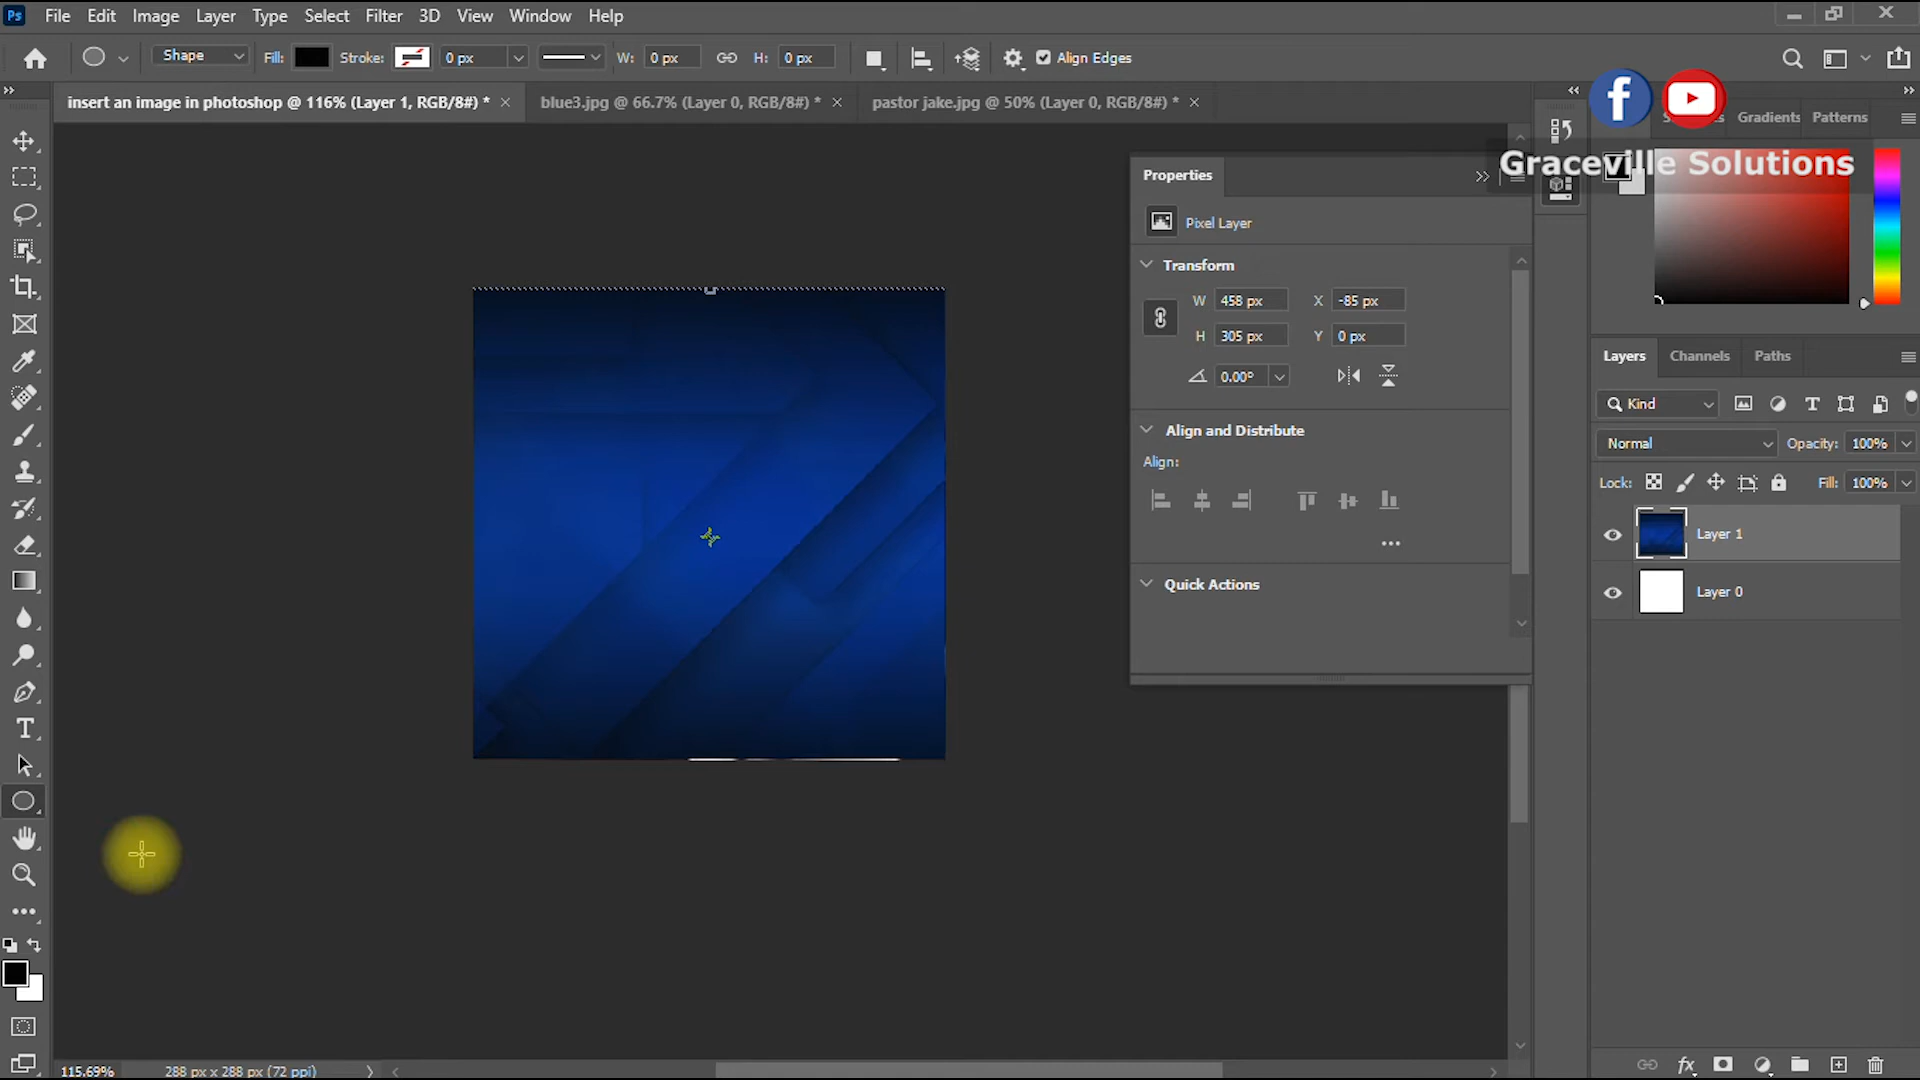 Ps File Edit Image Layer Type Select Filter 3D View Window Help
Shape Fill: Stroke: 0 px W: 0 px H: 0 px Align Edges
insert an image in photoshop @ 116% (Layer 1, RGB/8#) * blue3.jpg @ 66.7% (Layer 0, RGB/8#) * pastor jake.jpg @ 50% (Layer 0, RGB/8#) *
Gradients Patterns
Graceville Solutions
Properties
Pixel Layer
Transform
W 458 px X -85 px
H 305 px Y 0 px
0.00°
Align and Distribute
Align:
Quick Actions
Layers Channels Paths
Kind
Normal Opacity: 100%
Lock: Fill: 100%
Layer 1
Layer 0
fx
115.69% 288 px x 288 px (72 ppi)